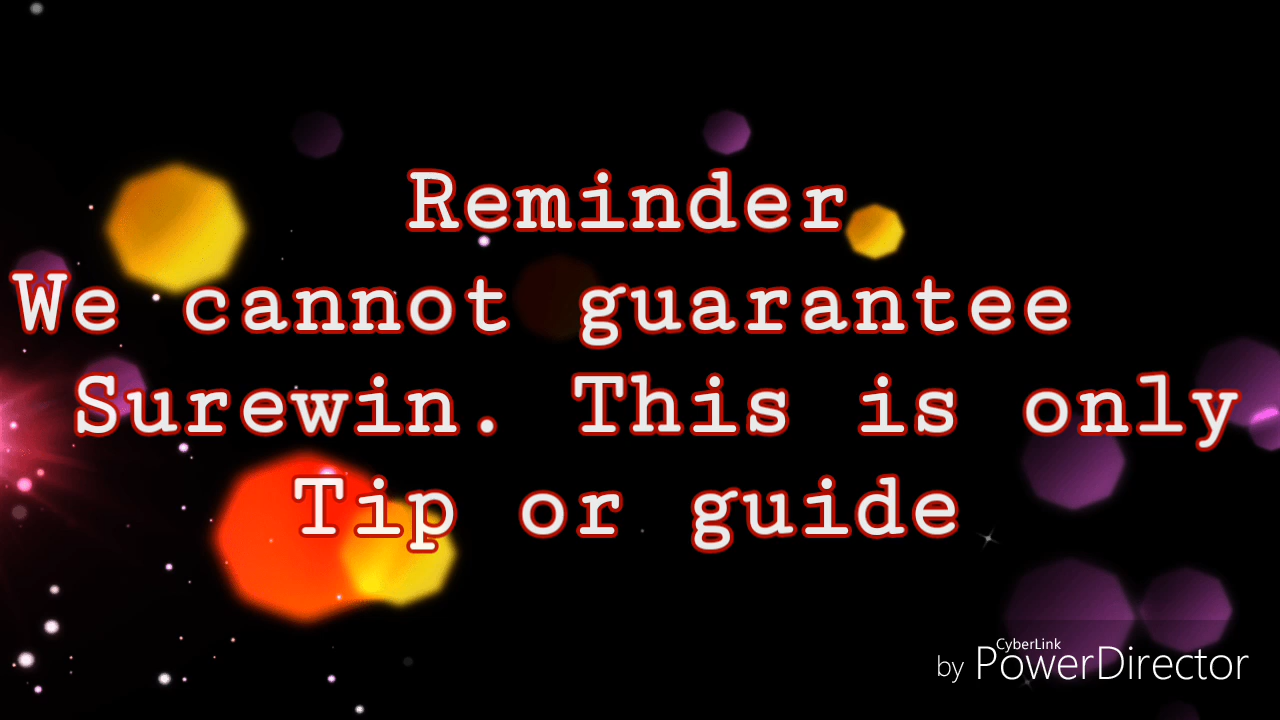 Reminder
We cannot guarantee
Surewin. This is only
Tip or guide
CyberLink
by PowerDirector